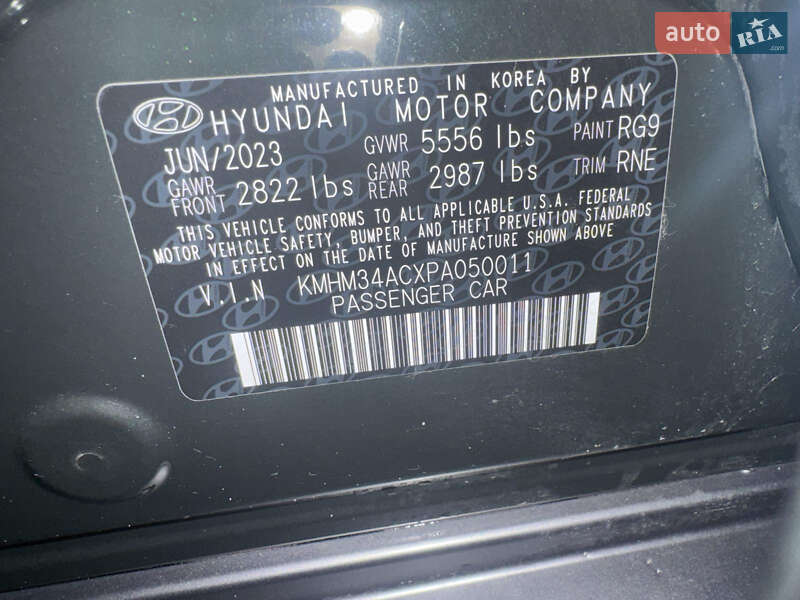 auto RIA.com
MANUFACTURED IN KOREA BY
HYUNDAI MOTOR COMPANY
JUN/2023 GVWR 5556 lbs PAINT RG9
GAWR FRONT 2822 lbs GAWR REAR 2987 lbs TRIM RNE
THIS VEHICLE CONFORMS TO ALL APPLICABLE U.S.A. FEDERAL
MOTOR VEHICLE SAFETY, BUMPER, AND THEFT PREVENTION STANDARDS
IN EFFECT ON THE DATE OF MANUFACTURE SHOWN ABOVE
V.I.N KMHM34ACXPA050011
PASSENGER CAR